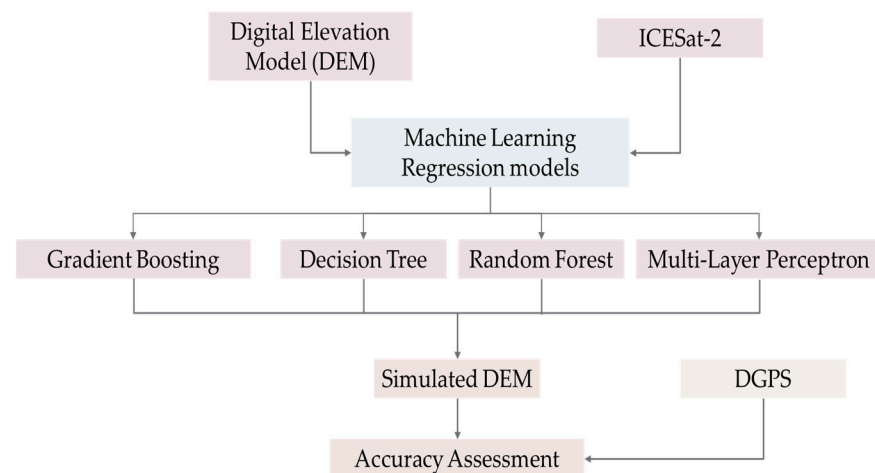 Digital Elevation
Model (DEM)
ICESat-2
Machine Learning
Regression models
Gradient Boosting
Decision Tree
Random Forest
Multi-Layer Perceptron
Simulated DEM
DGPS
Accuracy Assessment